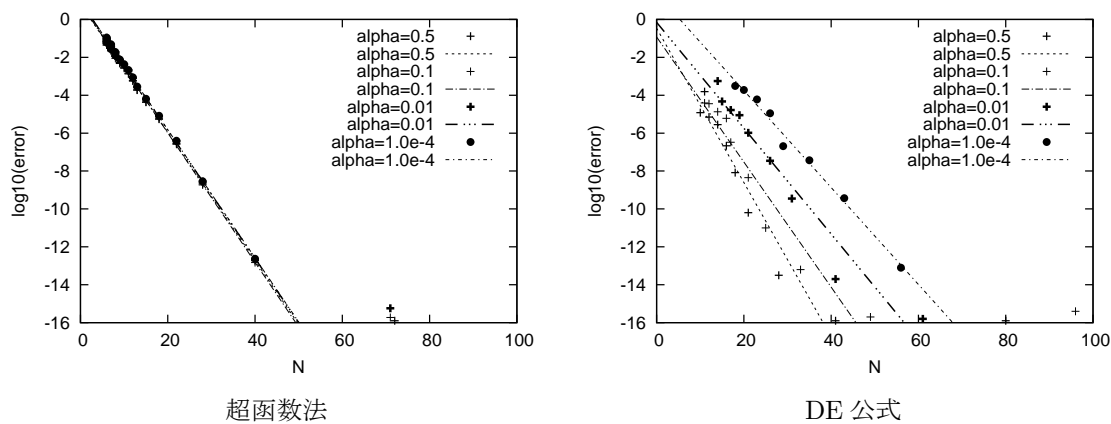 0
-2
-4
-6
-8
-10
-12
-14
-16
log10(error)
0
20
40
60
80
100
N
alpha=0.5
alpha=0.5
alpha=0.1
alpha=0.1
alpha=0.01
alpha=0.01
alpha=1.0e-4
alpha=1.0e-4
超函数法
0
-2
-4
-6
-8
-10
-12
-14
-16
log10(error)
0
20
40
60
80
100
N
alpha=0.5
alpha=0.5
alpha=0.1
alpha=0.1
alpha=0.01
alpha=0.01
alpha=1.0e-4
alpha=1.0e-4
DE 公式